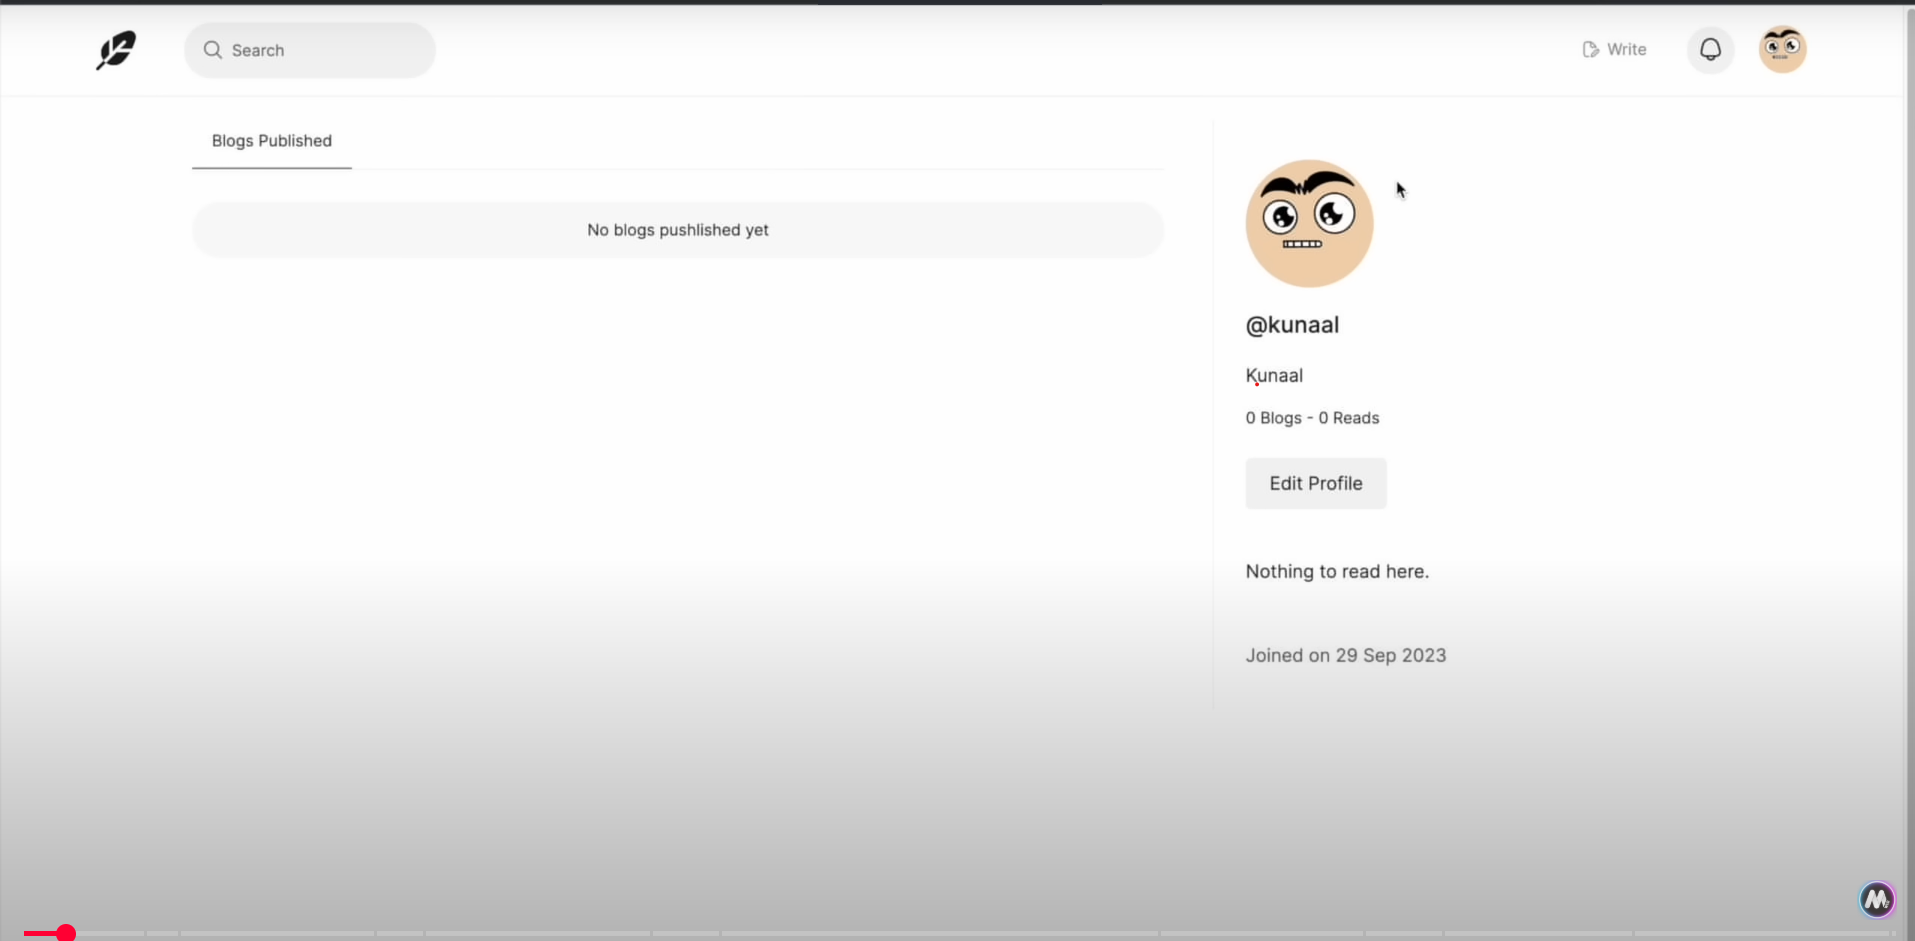 Search
Write
Blogs Published
No blogs pushlished yet
@kunaal
Kunaal
0 Blogs - 0 Reads
Edit Profile
Nothing to read here.
Joined on 29 Sep 2023